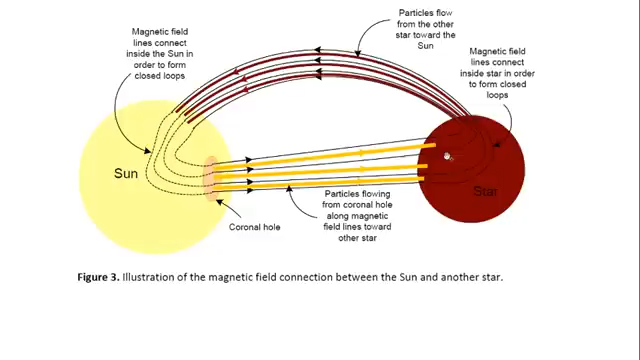 Particles flow
from the other
star toward the
Sun
Magnetic field
lines connect
inside the Sun in
order to form
closed loops
Magnetic field
lines connect
inside star in order
to form closed
loops
Sun
Star
Coronal hole
Particles flowing
from coronal hole
along magnetic
field lines toward
other star
Figure 3. Illustration of the magnetic field connection between the Sun and another star.